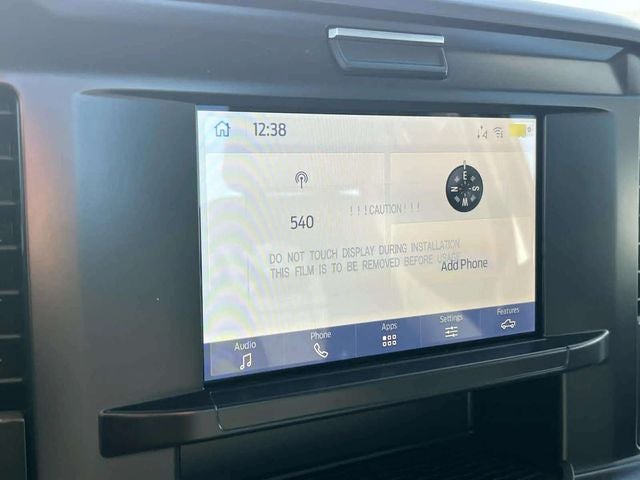 12:38
E
N S
W
540
!!!CAUTION!!!
DO NOT TOUCH DISPLAY DURING INSTALLATION
THIS FILM IS TO BE REMOVED BEFORE USAGE
Add Phone
Audio
Phone
Apps
Settings
Features